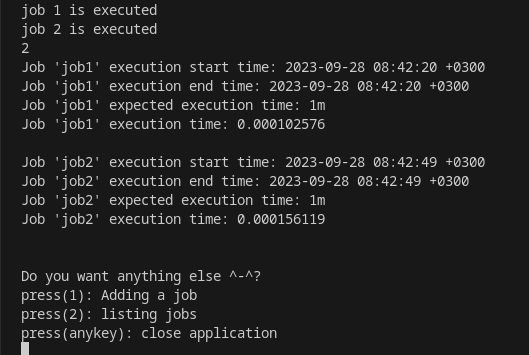 job 1 is executed
job 2 is executed
2
Job 'job1' execution start time: 2023-09-28 08:42:20 +0300
Job 'job1' execution end time: 2023-09-28 08:42:20 +0300
Job 'job1' expected execution time: 1m
Job 'job1' execution time: 0.000102576
Job 'job2' execution start time: 2023-09-28 08:42:49 +0300
Job 'job2' execution end time: 2023-09-28 08:42:49 +0300
Job 'job2' expected execution time: 1m
Job 'job2' execution time: 0.000156119
Do you want anything else ^-^?
press(1): Adding a job
press(2): listing jobs
press(anykey): close application